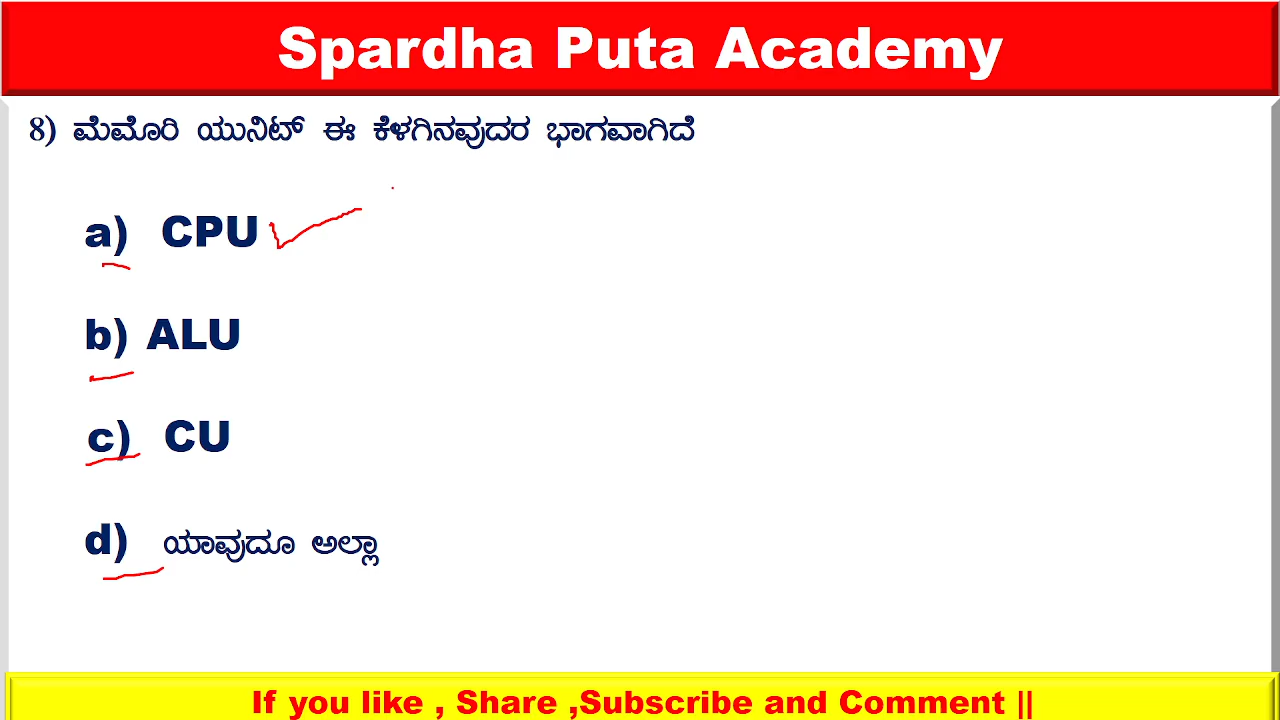 Spardha Puta Academy
8) ಮೆಮೊರಿ ಯುನಿಟ್ ಈ ಕೆಳಗಿನವುದರ ಭಾಗವಾಗಿದೆ
a) CPU
b) ALU
c) CU
d) ಯಾವುದೂ ಅಲ್ಲಾ
If you like , Share ,Subscribe and Comment ||